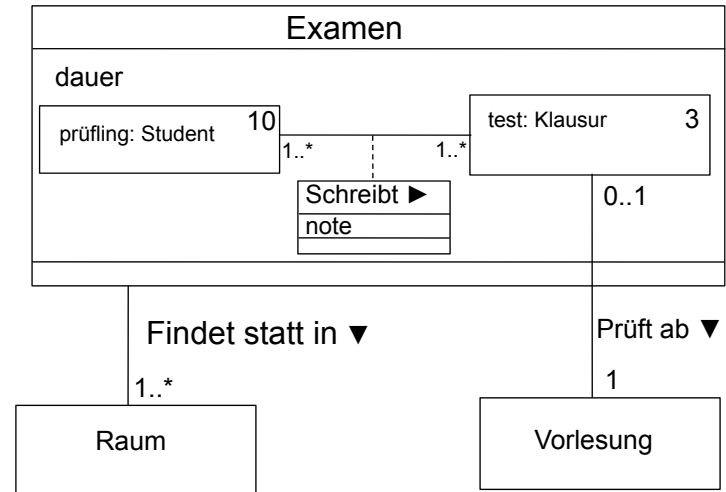 Examen
dauer
prüfling: Student 10
test: Klausur 3
1..* 1..*
Schreibt ►
note
0..1
Findet statt in ▼
Prüft ab ▼
1..*
1
Raum
Vorlesung